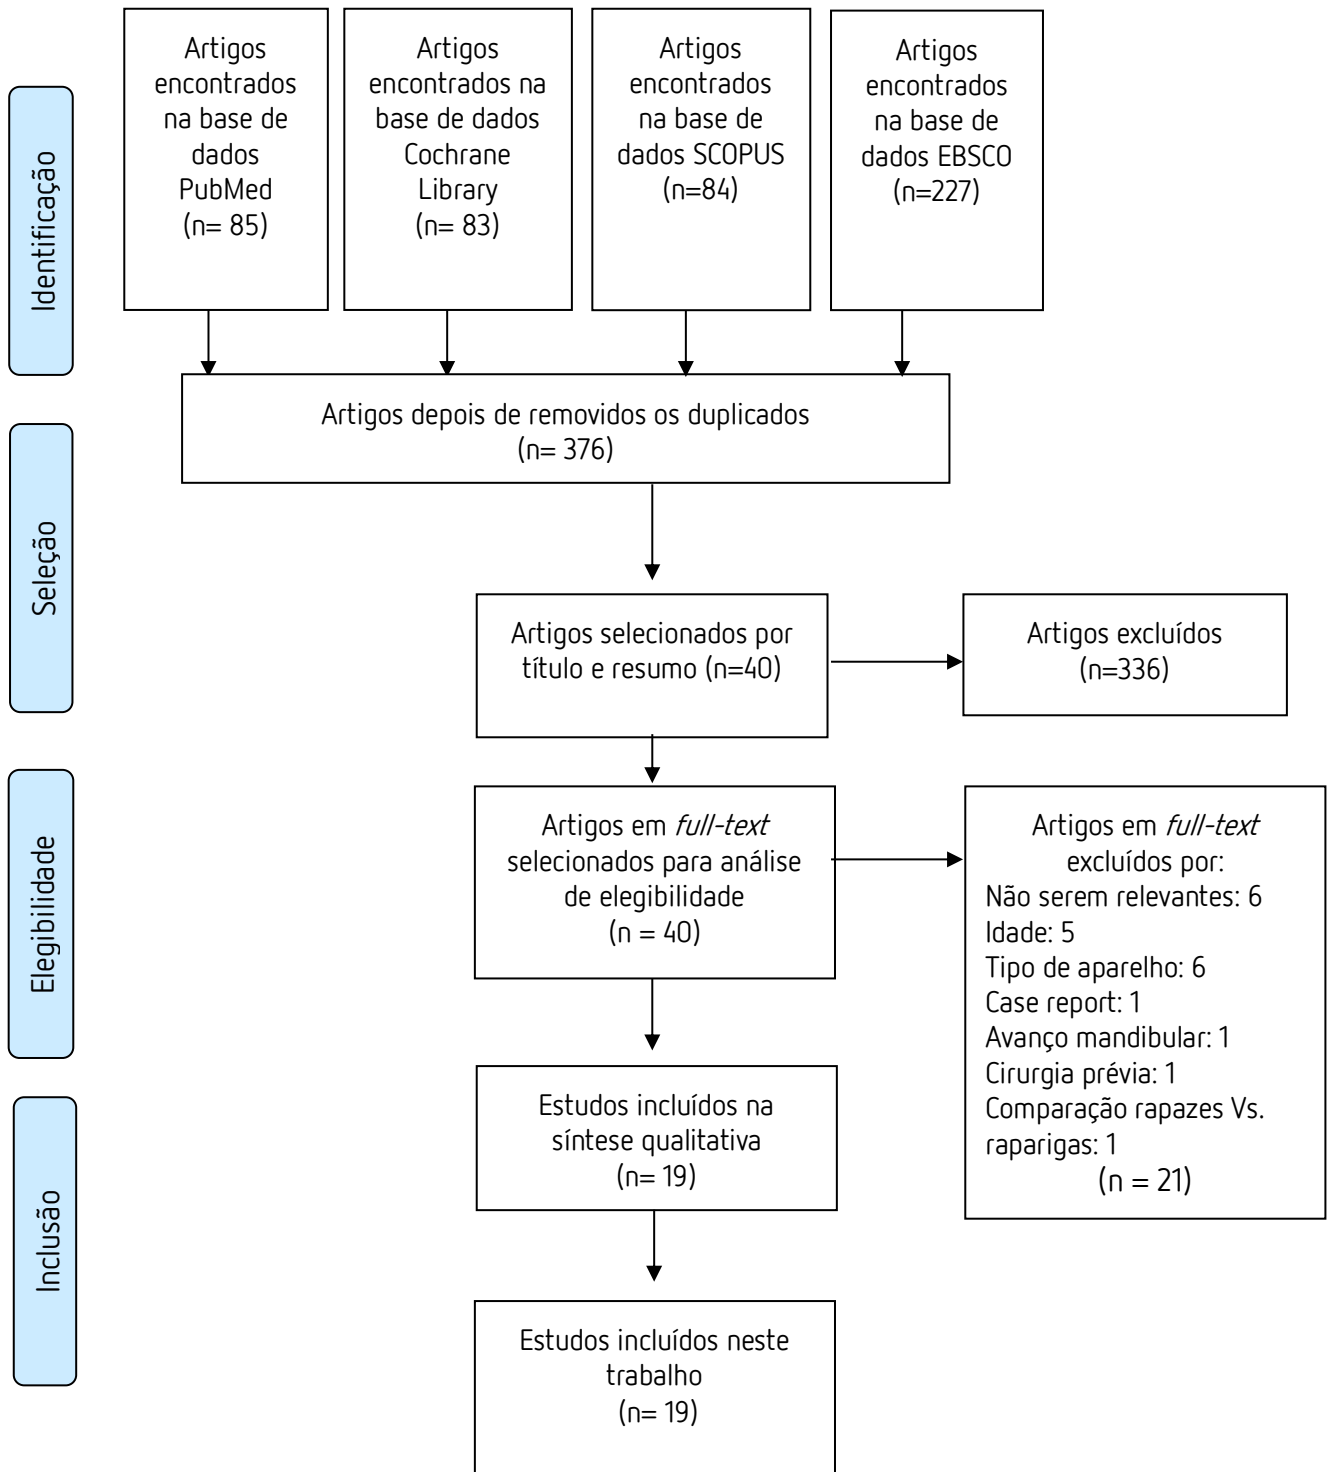 Identificação
Artigos
encontrados
na base de
dados
PubMed
(n= 85)
Artigos
encontrados na
base de dados
Cochrane
Library
(n= 83)
Artigos
encontrados
na base de
dados SCOPUS
(n=84)
Artigos
encontrados
na base de
dados EBSCO
(n=227)
Artigos depois de removidos os duplicados
(n= 376)
Seleção
Artigos selecionados por
título e resumo (n=40)
Artigos excluídos
(n=336)
Elegibilidade
Artigos em full-text
selecionados para análise
de elegibilidade
(n = 40)
Artigos em full-text
excluídos por:
Não serem relevantes: 6
Idade: 5
Tipo de aparelho: 6
Case report: 1
Avanço mandibular: 1
Cirurgia prévia: 1
Comparação rapazes Vs.
raparigas: 1
(n = 21)
Inclusão
Estudos incluídos na
síntese qualitativa
(n= 19)
Estudos incluídos neste
trabalho
(n= 19)